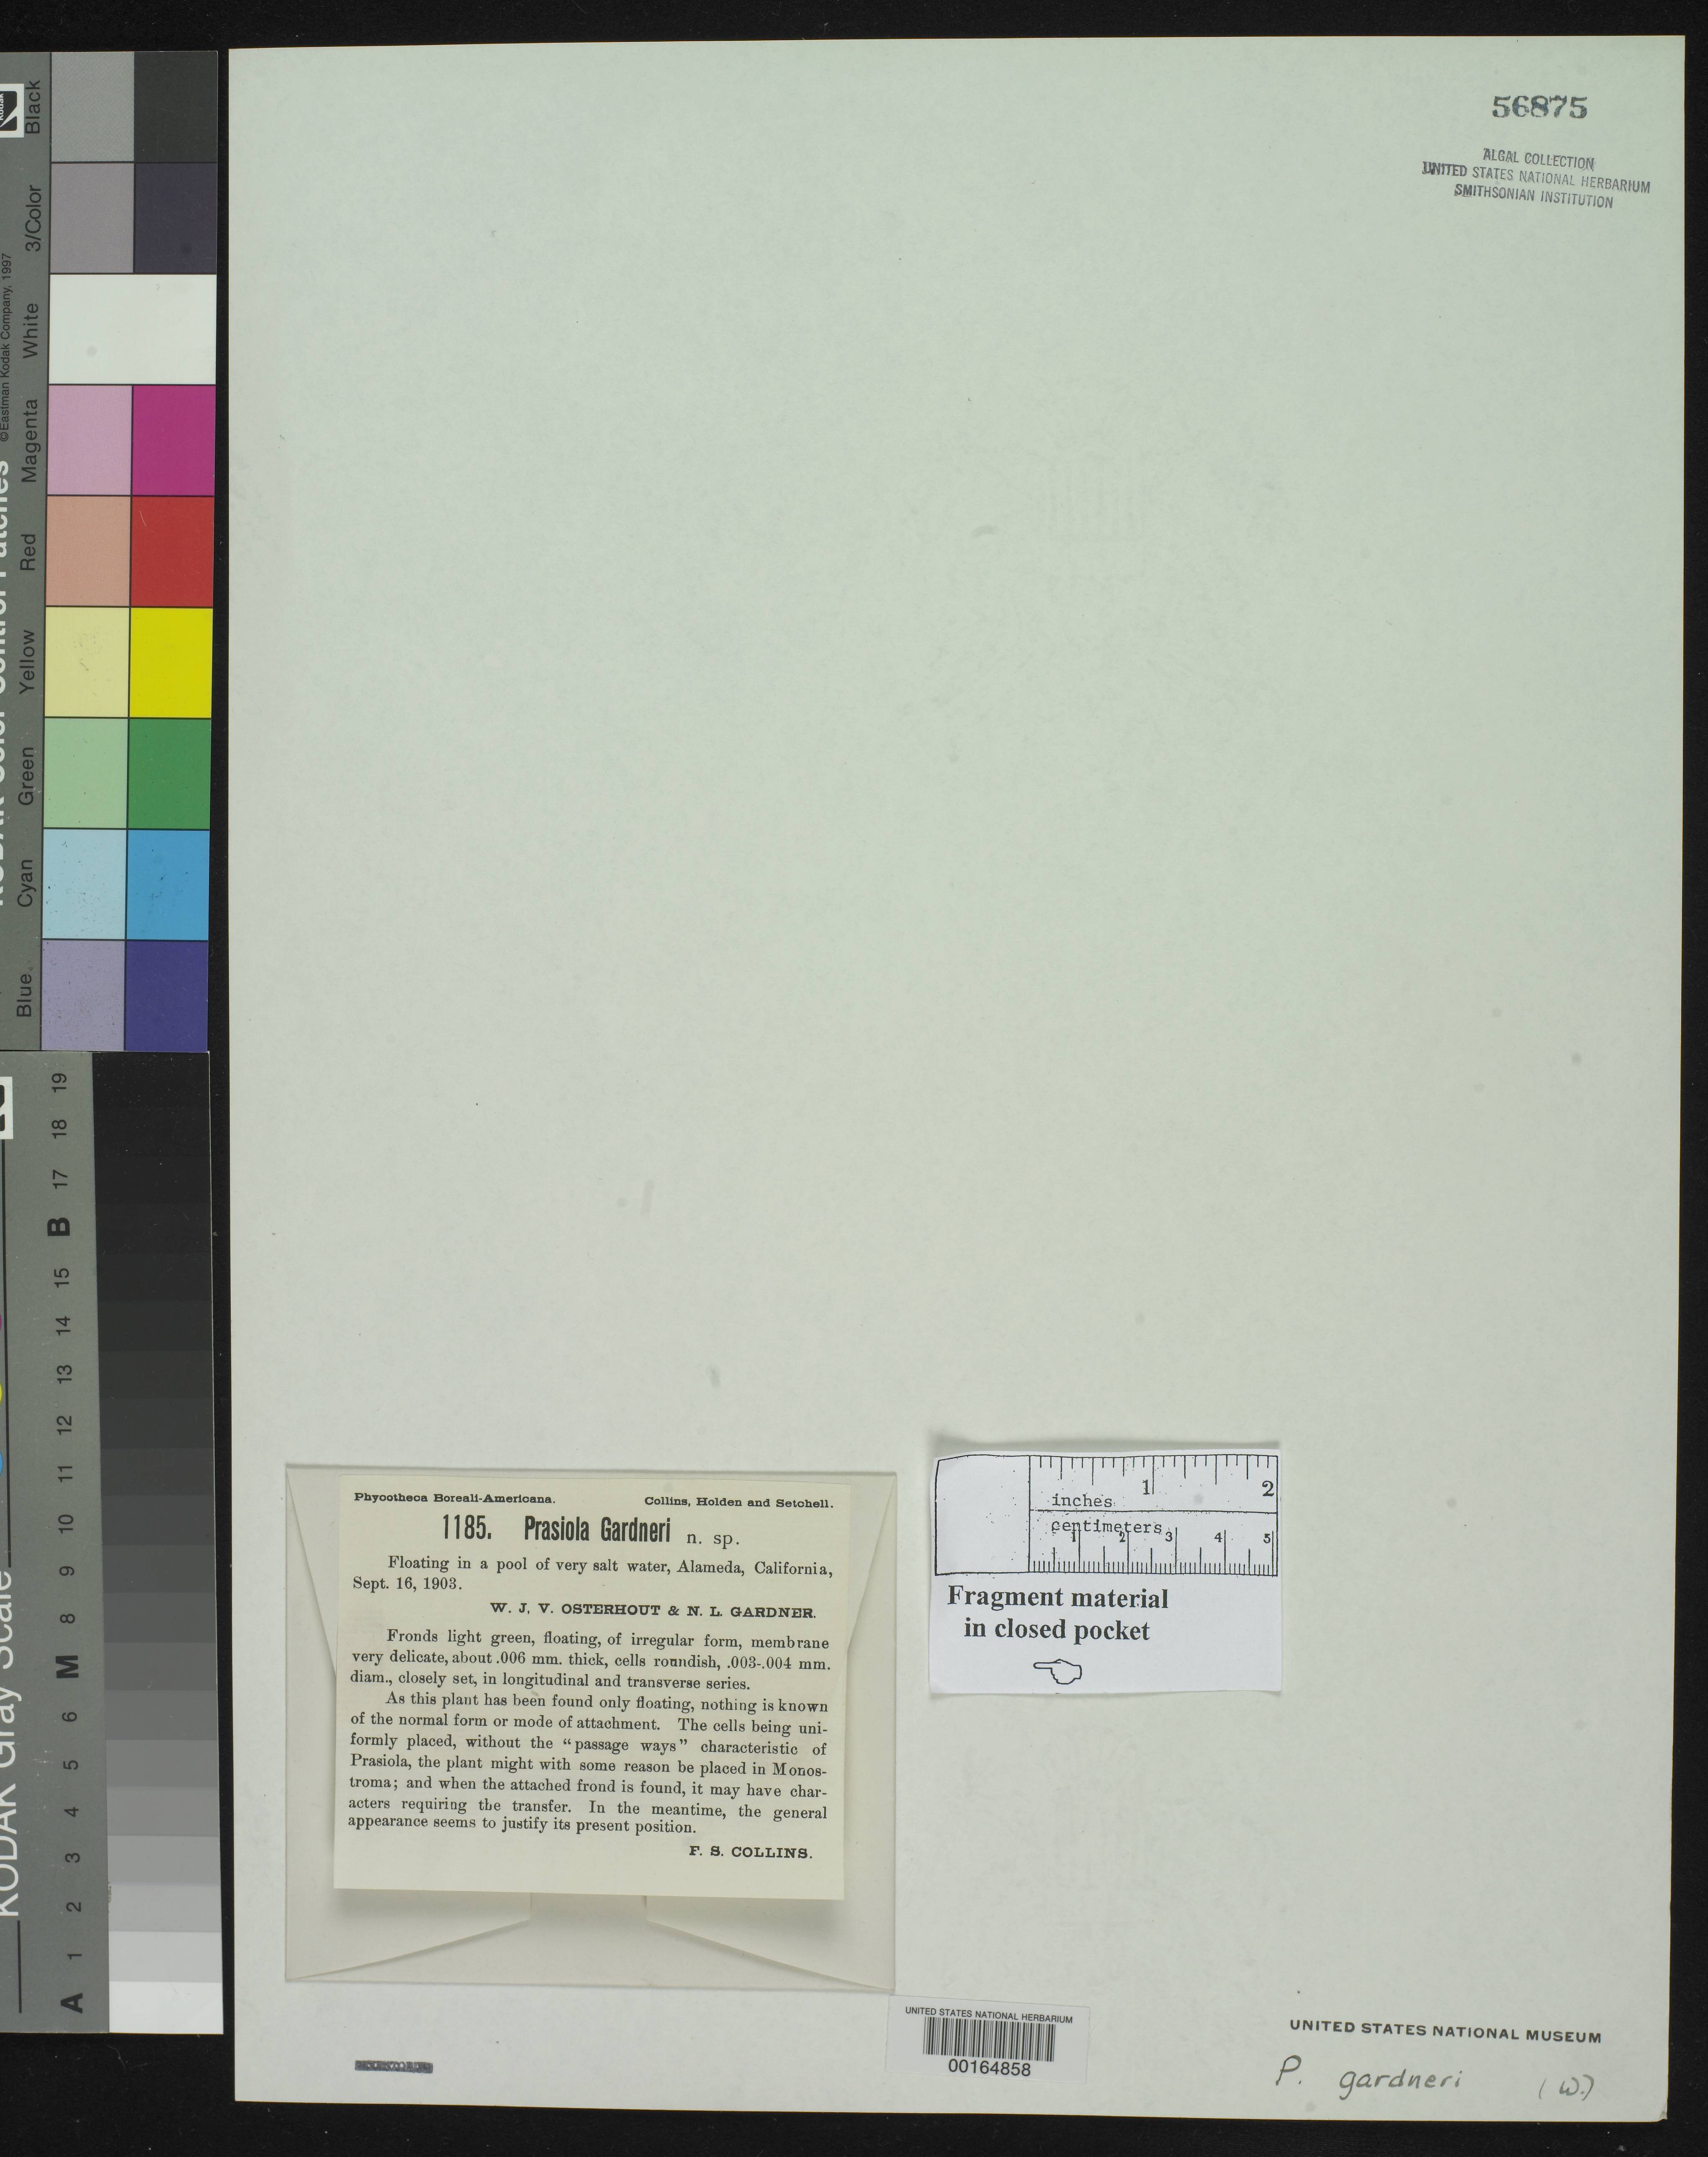 56875
ALGAL COLLECTION
UNITED STATES NATIONAL HERBARIUM
SMITHSONIAN INSTITUTION
Kodak
©Eastman Kodak Company, 1997
Black
3/Color
White
Magenta
Red
Yellow
Green
Cyan
Blue
KODAK Gray Scale
A 1 2 3 4 5 6 M 8 9 10 11 12 13 14 15 B 17 18 19
Phycotheca Boreali-Americana. Collins, Holden and Setchell.
1185. Prasiola Gardneri n. sp.
Floating in a pool of very salt water, Alameda, California,
Sept. 16, 1903.
W. J. V. OSTERHOUT & N. L. GARDNER.
Fronds light green, floating, of irregular form, membrane
very delicate, about .006 mm. thick, cells roundish, .003-.004 mm.
diam., closely set, in longitudinal and transverse series.
As this plant has been found only floating, nothing is known
of the normal form or mode of attachment. The cells being uni-
formly placed, without the “passage ways” characteristic of
Prasiola, the plant might with some reason be placed in Monos-
troma; and when the attached frond is found, it may have char-
acters requiring the transfer. In the meantime, the general
appearance seems to justify its present position.
F. S. COLLINS.
1 2
inches
centimeters
1 2 3 4 5
Fragment material
in closed pocket
UNITED STATES NATIONAL HERBARIUM
00164858
UNITED STATES NATIONAL MUSEUM
P. gardneri (W.)